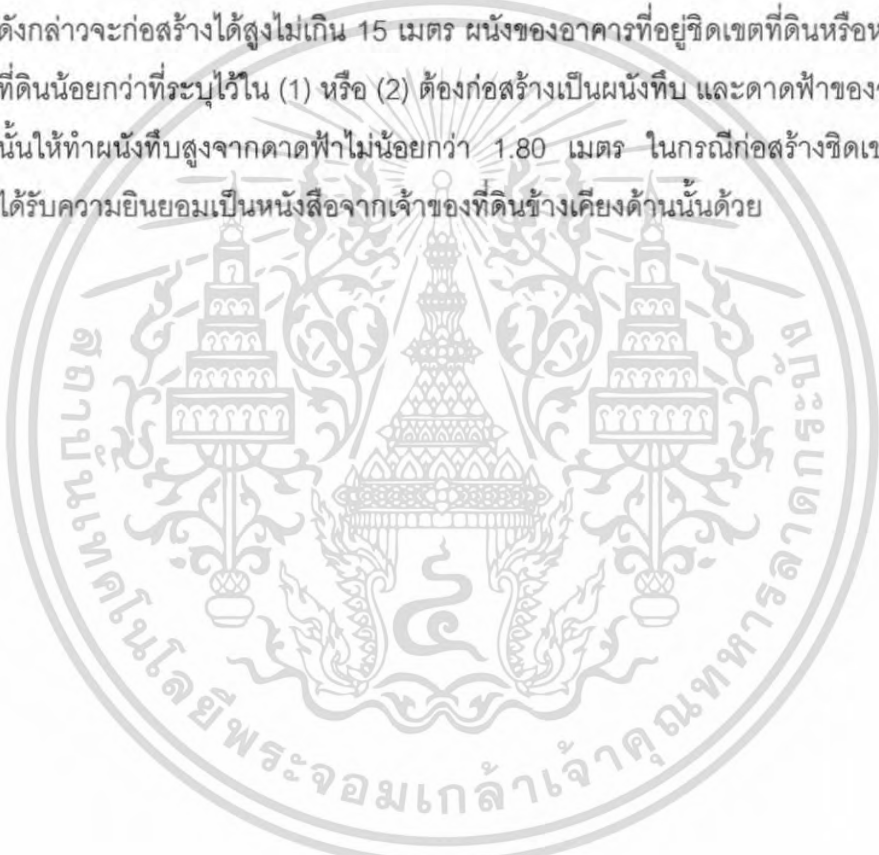 ดังกล่าวจะก่อสร้างได้สูงไม่เกิน 15 เมตร ผนังของอาคารที่อยู่ชิดเขตที่ดินหรือห
ที่ดินน้อยกว่าที่ระบุไว้ใน (1) หรือ (2) ต้องก่อสร้างเป็นผนังทึบ และดาดฟ้าของ
นั้นให้ทำผนังทึบสูงจากดาดฟ้าไม่น้อยกว่า 1.80 เมตร ในกรณีก่อสร้างชิดเข
ได้รับความยินยอมเป็นหนังสือจากเจ้าของที่ดินข้างเคียงด้านนั้นด้วย
สถาบันเทคโนโลยีพระจอมเกล้าเจ้าคุณทหารลาดกระบัง